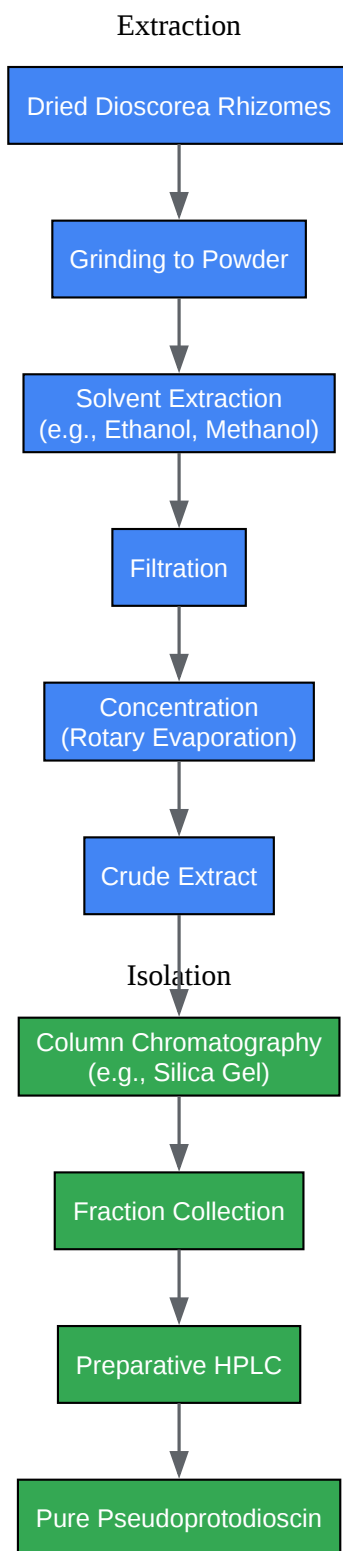 Extraction
Dried Dioscorea Rhizomes
Grinding to Powder
Solvent Extraction
(e.g., Ethanol, Methanol)
Filtration
Concentration
(Rotary Evaporation)
Crude Extract
Isolation
Column Chromatography
(e.g., Silica Gel)
Fraction Collection
Preparative HPLC
Pure Pseudoprotodioscin